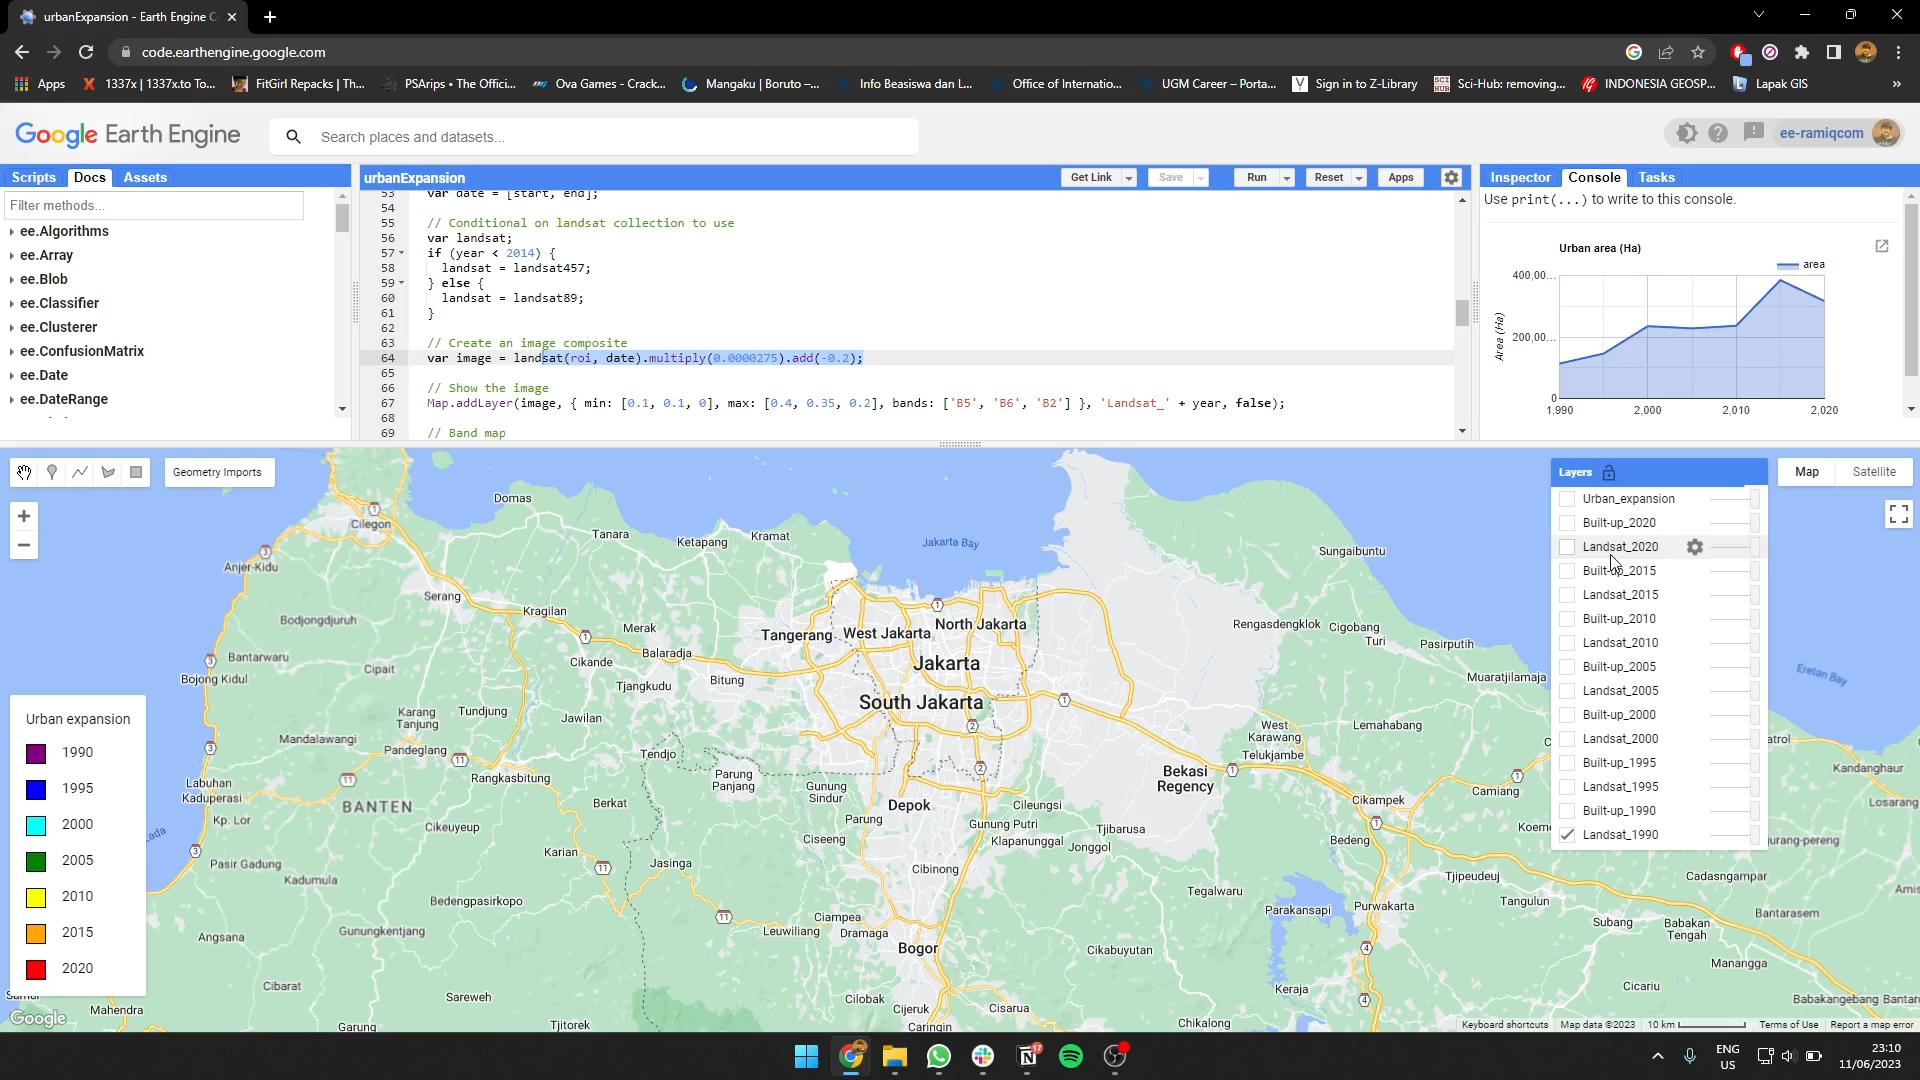 urbanExpansion - Earth Engine C
code.earthengine.google.com
Apps
1337x | 1337x.to To...
FitGirl Repacks | Th...
PSArips • The Offici...
Ova Games - Crack...
Mangaku | Boruto –...
Info Beasiswa dan L...
Office of Internatio...
UGM Career – Porta...
Sign in to Z-Library
Sci-Hub: removing...
INDONESIA GEOSP...
Lapak GIS
Google Earth Engine
Search places and datasets...
ee-ramiqcom
Scripts Docs Assets
Filter methods...
ee.Algorithms
ee.Array
ee.Blob
ee.Classifier
ee.Clusterer
ee.ConfusionMatrix
ee.Date
ee.DateRange
urbanExpansion
Get Link Save Run Reset Apps
53 var date = [start, end];
54
55 // Conditional on landsat collection to use
56 var landsat;
57 if (year < 2014) {
58 landsat = landsat457;
59 } else {
60 landsat = landsat89;
61 }
62
63 // Create an image composite
64 var image = landsat(roi, date).multiply(0.0000275).add(-0.2);
65
66 // Show the image
67 Map.addLayer(image, { min: [0.1, 0.1, 0], max: [0.4, 0.35, 0.2], bands: ['B5', 'B6', 'B2'] }, 'Landsat_' + year, false);
68
69 // Band map
Inspector Console Tasks
Use print(...) to write to this console.
Urban area (Ha)
area
Area (Ha)
400,00...
200,00...
0
1,990 2,000 2,010 2,020
Geometry Imports
Layers
Urban_expansion
Built-up_2020
Landsat_2020
Built-up_2015
Landsat_2015
Built-up_2010
Landsat_2010
Built-up_2005
Landsat_2005
Built-up_2000
Landsat_2000
Built-up_1995
Landsat_1995
Built-up_1990
Landsat_1990
Map Satellite
Urban expansion
1990
1995
2000
2005
2010
2015
2020
Domas
Cilegon
Tanara
Ketapang
Kramat
Jakarta Bay
Sungaibuntu
Anjer-Kidu
Serang
Kragilan
Bodjongdjuruh
Merak
Tangerang
West Jakarta
North Jakarta
Rengasdengklok
Cigobang
Turi
Pasirputih
Bantarwaru
Cipait
Cikande
Balaradja
Jakarta
Bojong Kidul
Tjangkudu
Bitung
South Jakarta
Muaratjilamaja
Eretan Bay
Karang
Tanjung
Tundjung
Jawilan
West
Karawang
Lemahabang
Mandalawangi
Pandeglang
Tendjo
Telukjambe
Rangkasbitung
Parung
Panjang
Gunung
Sindur
Bekasi
Regency
Kandanghaur
Labuhan
Kaduperasi
BANTEN
Berkat
Depok
Cileungsi
Cikampek
Camiang
Losarang
Kp. Lor
Cikeuyeup
Parung
Gunung Putri
Tjibarusa
Ciseeng
Klapanunggal
Jonggol
Bedeng
Karian
Jasinga
Pasir Gadung
Kadumula
Cibinong
Tjipeudeuj
Cadasngampar
Bedengpasirkopo
Tegalwaru
Tangulun
Parakansapi
Purwakarta
Ciampea
Leuwiliang
Dramaga
Subang
Babakan
Tengah
Bantarasem
Angsana
Gunungkentjang
Bogor
Cikabuyutan
Manangga
Cibarat
Sareweh
Cilobak
Keraja
Cicariu
Mahendra
Cijeruk
Cisarua
Babakangebang
Garung
Tjitorek
Caringin
Chikalong
Google
Keyboard shortcuts Map data ©2023 10 km Terms of Use Report a map error
17
ENG
US
23:10
11/06/2023